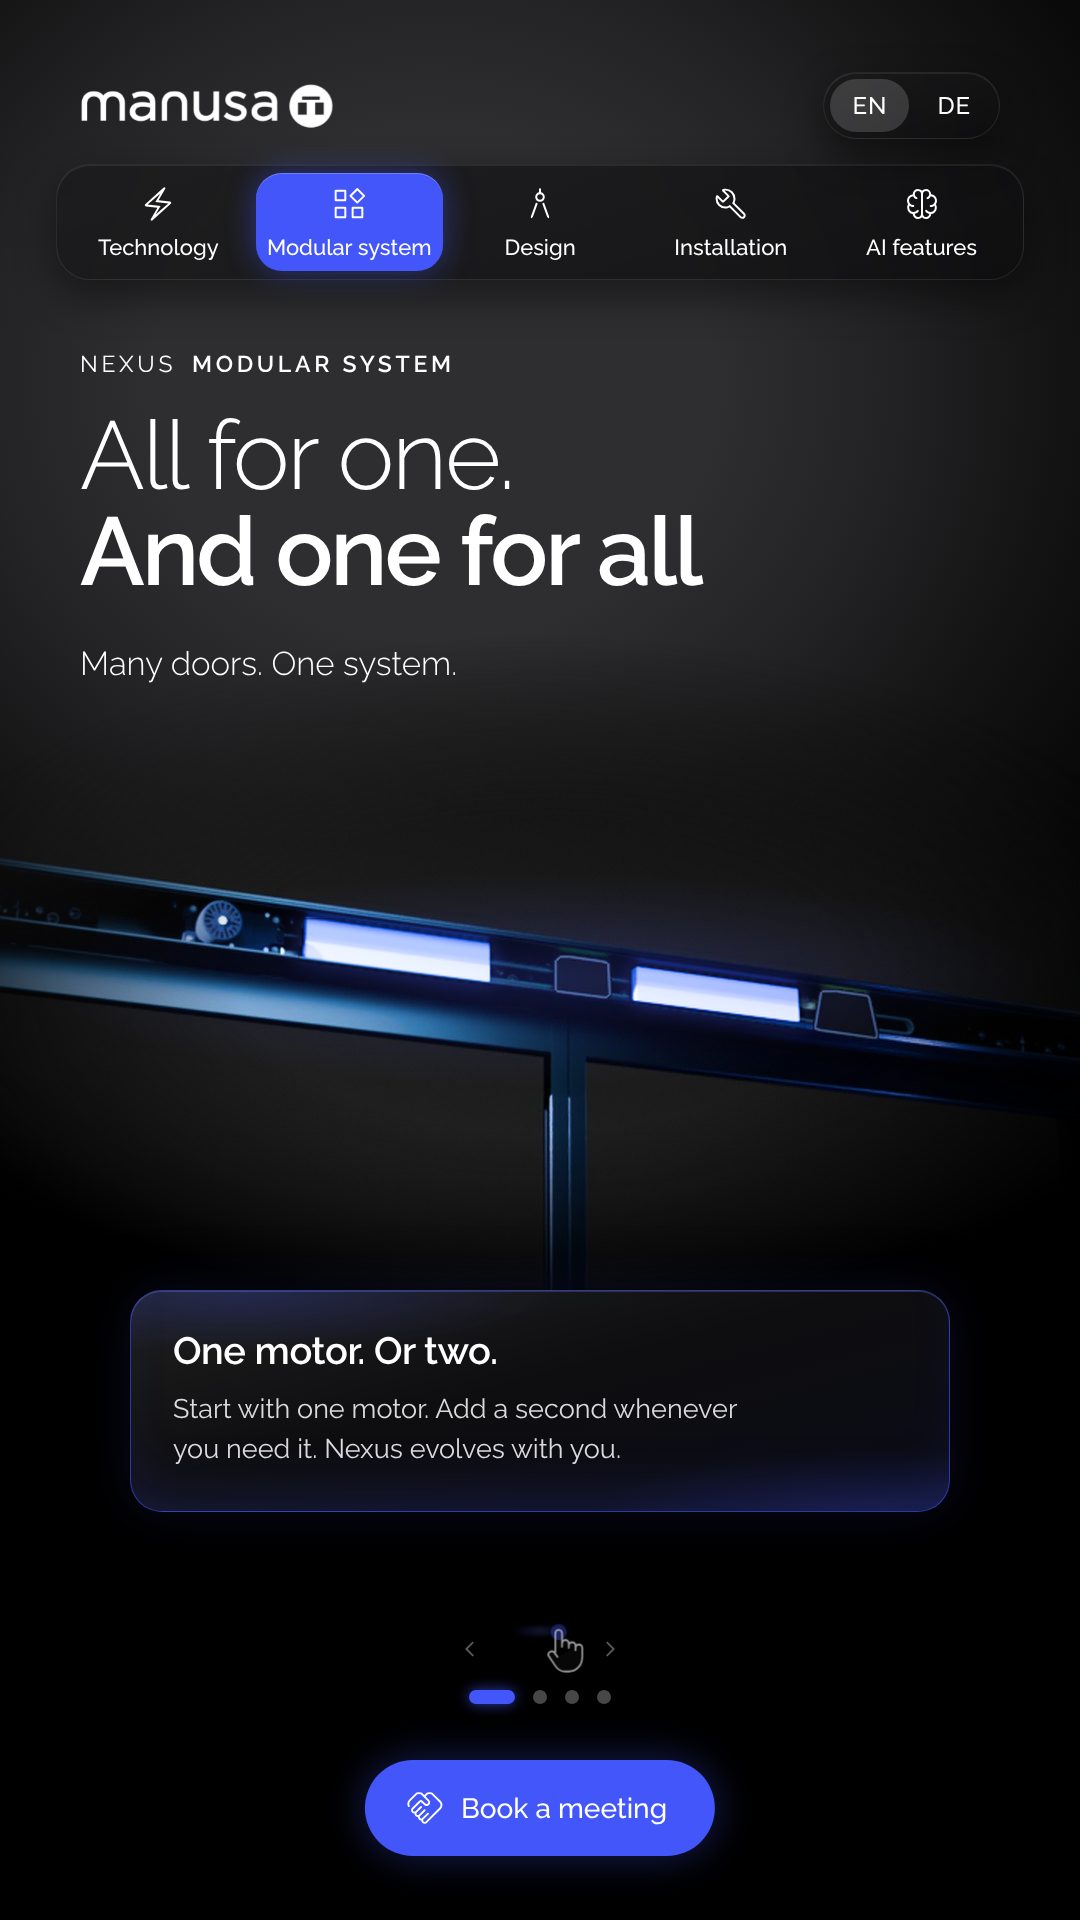 manusa
EN DE
Technology
Modular system
Design
Installation
AI features
NEXUS MODULAR SYSTEM
All for one.
And one for all
Many doors. One system.
One motor. Or two.
Start with one motor. Add a second whenever
you need it. Nexus evolves with you.
Book a meeting